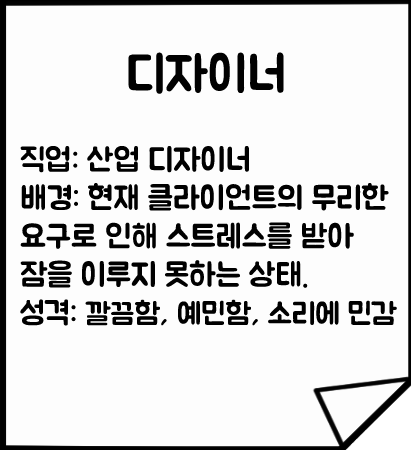 디자이너
직업: 산업 디자이너
배경: 현재 클라이언트의 무리한
요구로 인해 스트레스를 받아
잠을 이루지 못하는 상태.
성격: 깔끔함, 예민함, 소리에 민감